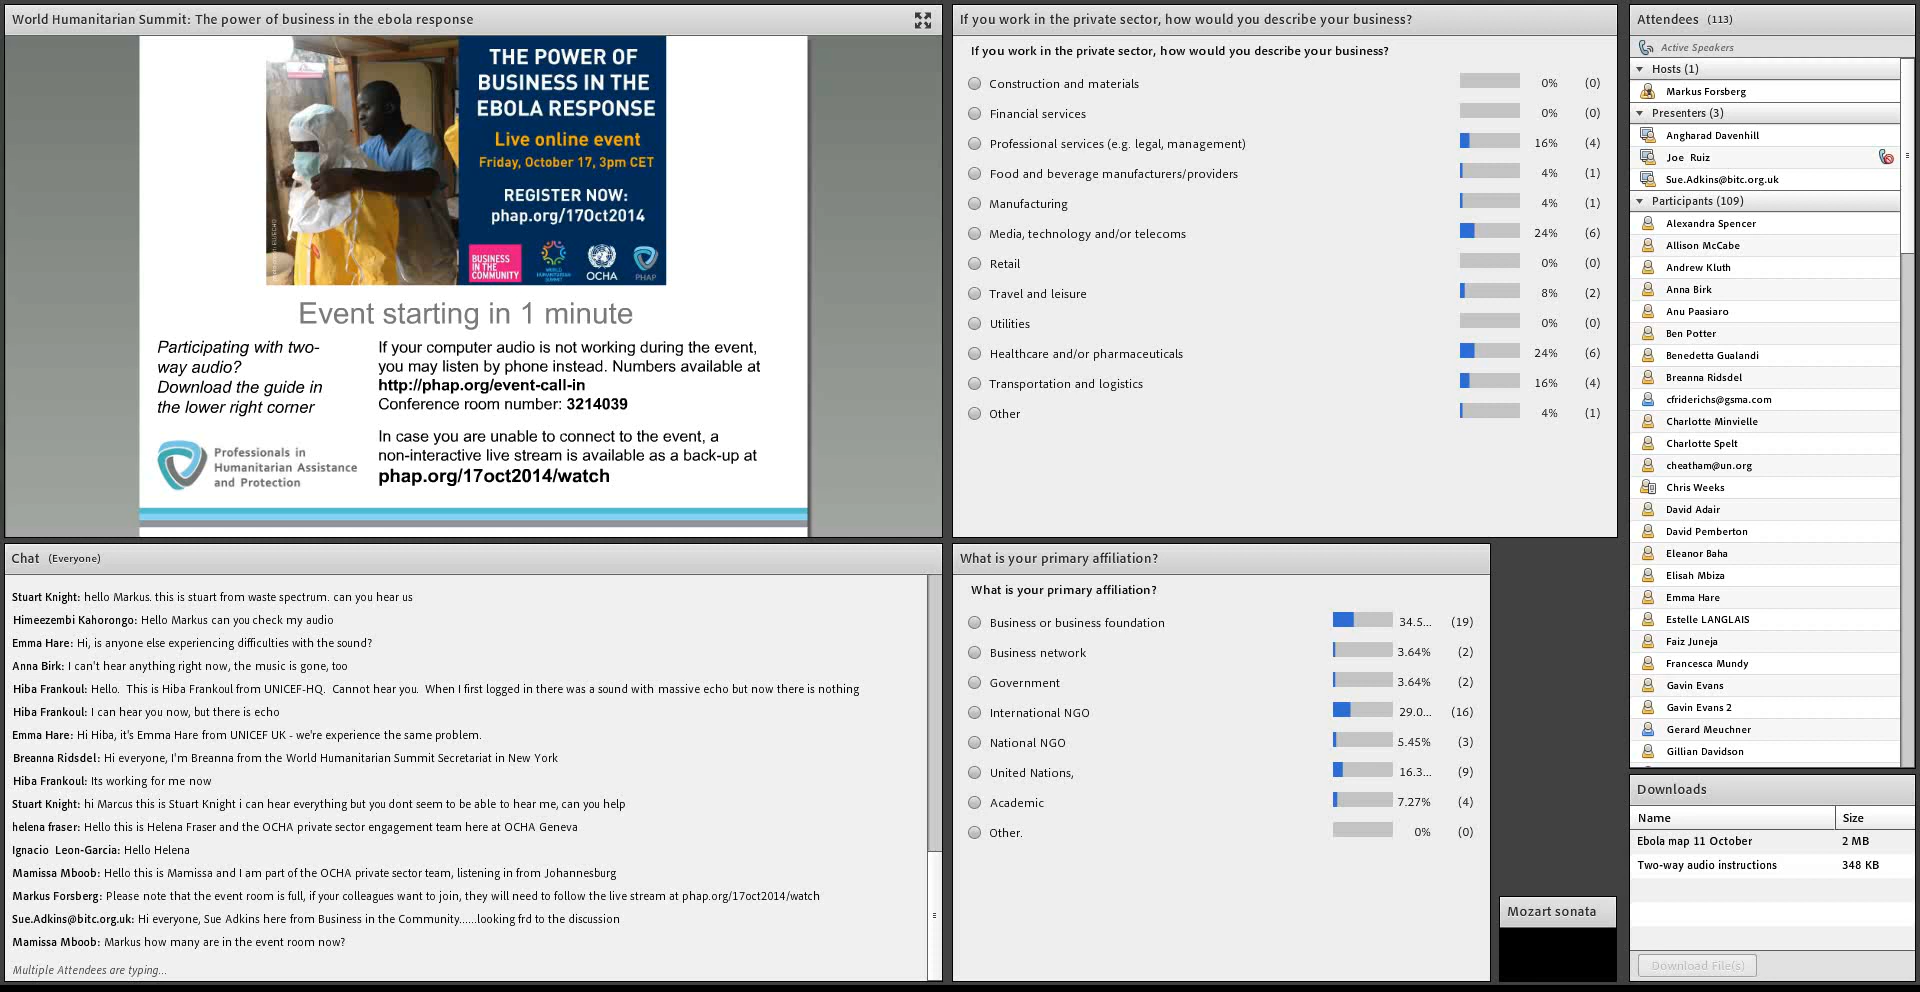 World Humanitarian Summit: The power of business in the ebola response
THE POWER OF
BUSINESS IN THE
EBOLA RESPONSE
Live online event
Friday, October 17, 3pm CET
REGISTER NOW:
phap.org/17Oct2014
BUSINESS
IN THE
COMMUNITY
WORLD
HUMANITARIAN
SUMMIT
OCHA
PHAP
Event starting in 1 minute
Participating with two-
way audio?
Download the guide in
the lower right corner
If your computer audio is not working during the event,
you may listen by phone instead. Numbers available at
http://phap.org/event-call-in
Conference room number: 3214039
In case you are unable to connect to the event, a
non-interactive live stream is available as a back-up at
phap.org/17oct2014/watch
Professionals in
Humanitarian Assistance
and Protection
If you work in the private sector, how would you describe your business?
If you work in the private sector, how would you describe your business?
Construction and materials 0% (0)
Financial services 0% (0)
Professional services (e.g. legal, management) 16% (4)
Food and beverage manufacturers/providers 4% (1)
Manufacturing 4% (1)
Media, technology and/or telecoms 24% (6)
Retail 0% (0)
Travel and leisure 8% (2)
Utilities 0% (0)
Healthcare and/or pharmaceuticals 24% (6)
Transportation and logistics 16% (4)
Other 4% (1)
Attendees (113)
Active Speakers
Hosts (1)
Markus Forsberg
Presenters (3)
Angharad Davenhill
Joe Ruiz
Sue.Adkins@bitc.org.uk
Participants (109)
Alexandra Spencer
Allison McCabe
Andrew Kluth
Anna Birk
Anu Paasiaro
Ben Potter
Benedetta Gualandi
Breanna Ridsdel
cfriderichs@gsma.com
Charlotte Minvielle
Charlotte Spelt
cheatham@un.org
Chris Weeks
David Adair
David Pemberton
Eleanor Baha
Elisah Mbiza
Emma Hare
Estelle LANGLAIS
Faiz Juneja
Francesca Mundy
Gavin Evans
Gavin Evans 2
Gerard Meuchner
Gillian Davidson
Chat (Everyone)
Stuart Knight: hello Markus. this is stuart from waste spectrum. can you hear us
Himeezembi Kahorongo: Hello Markus can you check my audio
Emma Hare: Hi, is anyone else experiencing difficulties with the sound?
Anna Birk: I can't hear anything right now, the music is gone, too
Hiba Frankoul: Hello. This is Hiba Frankoul from UNICEF-HQ. Cannot hear you. When I first logged in there was a sound with massive echo but now there is nothing
Hiba Frankoul: I can hear you now, but there is echo
Emma Hare: Hi Hiba, it's Emma Hare from UNICEF UK - we're experience the same problem.
Breanna Ridsdel: Hi everyone, I'm Breanna from the World Humanitarian Summit Secretariat in New York
Hiba Frankoul: Its working for me now
Stuart Knight: hi Marcus this is Stuart Knight i can hear everything but you dont seem to be able to hear me, can you help
helena fraser: Hello this is Helena Fraser and the OCHA private sector engagement team here at OCHA Geneva
Ignacio Leon-Garcia: Hello Helena
Mamissa Mboob: Hello this is Mamissa and I am part of the OCHA private sector team, listening in from Johannesburg
Markus Forsberg: Please note that the event room is full, if your colleagues want to join, they will need to follow the live stream at phap.org/17oct2014/watch
Sue.Adkins@bitc.org.uk: Hi everyone, Sue Adkins here from Business in the Community......looking frd to the discussion
Mamissa Mboob: Markus how many are in the event room now?
Multiple Attendees are typing...
What is your primary affiliation?
What is your primary affiliation?
Business or business foundation 34.5... (19)
Business network 3.64% (2)
Government 3.64% (2)
International NGO 29.0... (16)
National NGO 5.45% (3)
United Nations, 16.3... (9)
Academic 7.27% (4)
Other. 0% (0)
Mozart sonata
Downloads
Name Size
Ebola map 11 October 2 MB
Two-way audio instructions 348 KB
Download File(s)